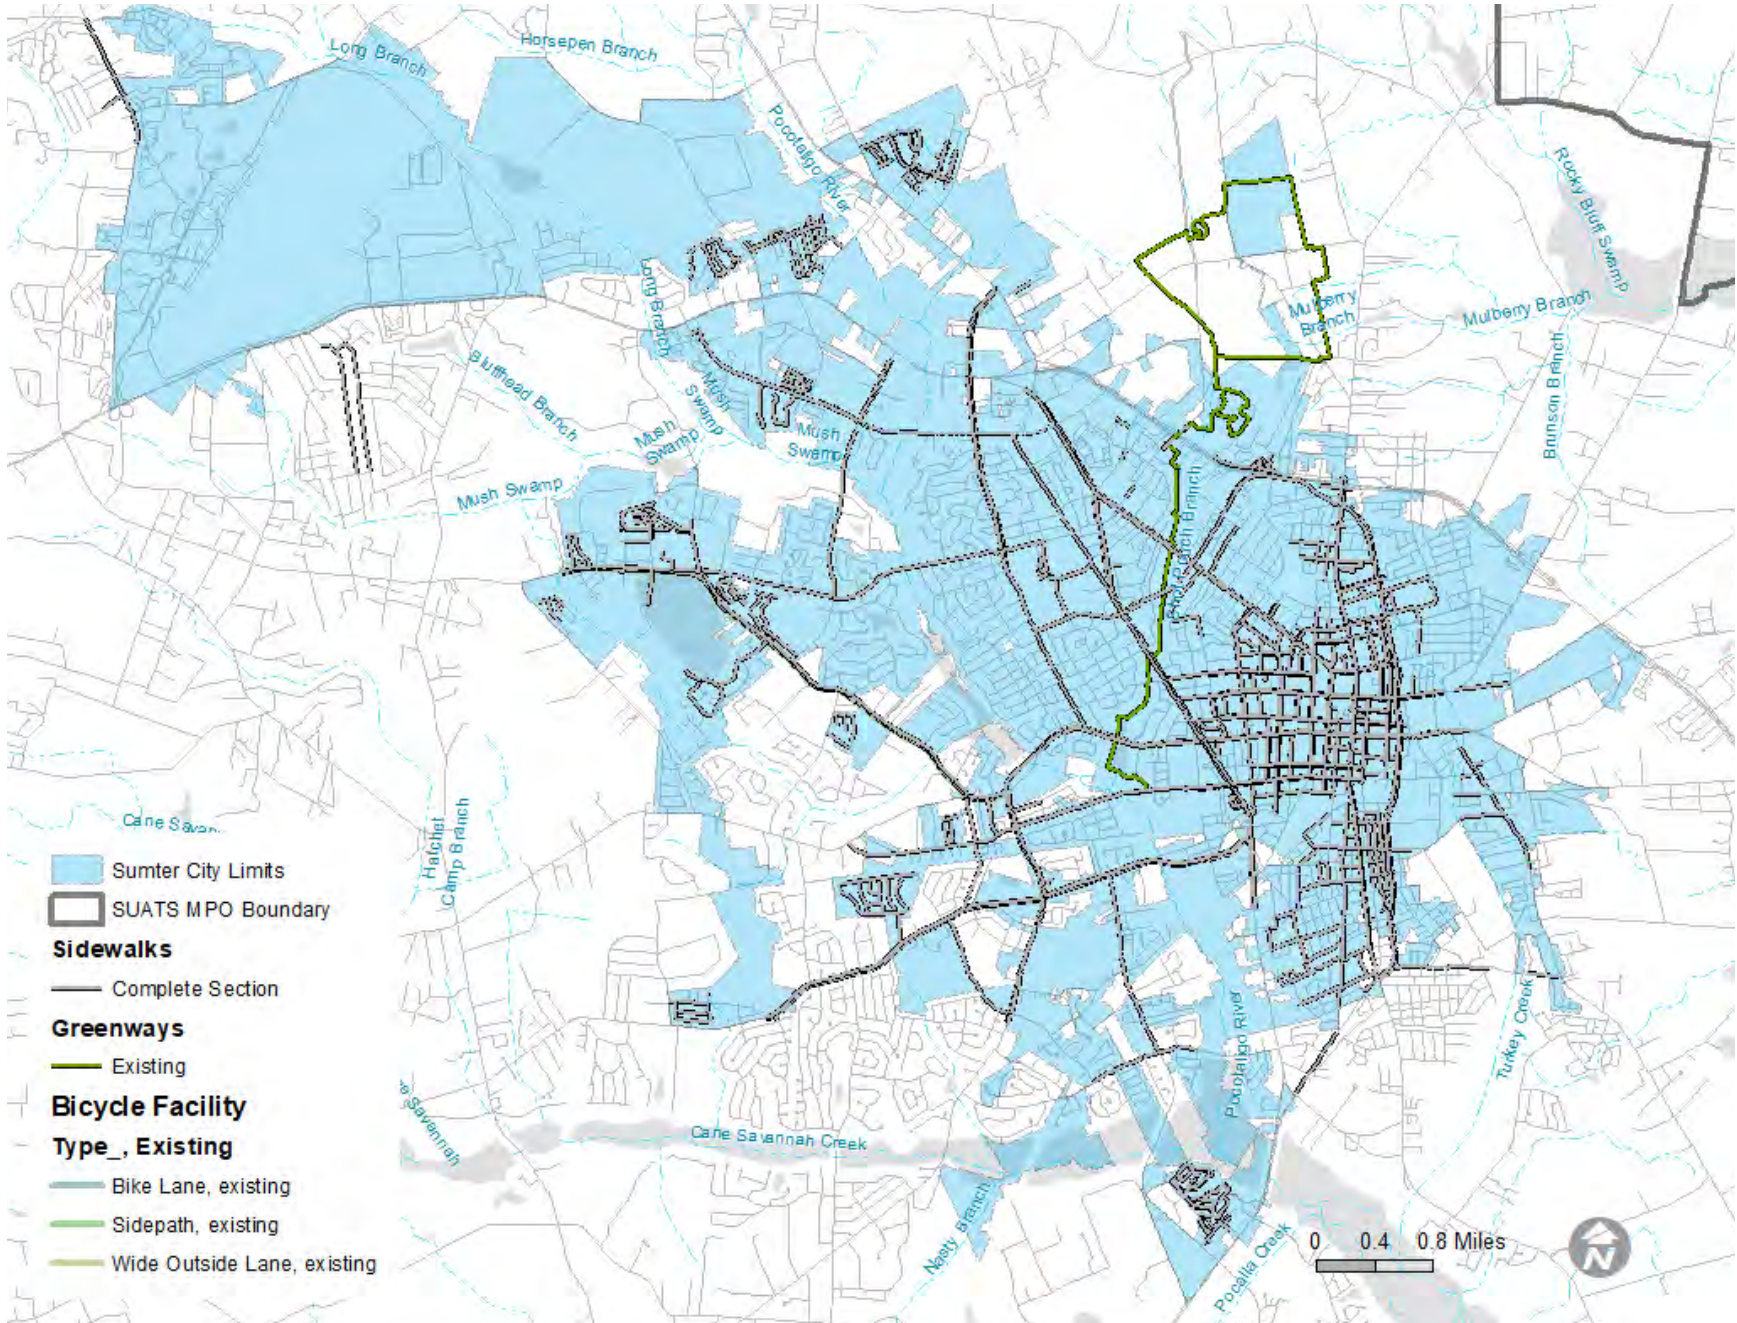 Long Branch
Horsepen Branch
Pocotaligo River
Rocky Bluff Swamp
Mulberry
Branch
Mulberry Branch
Long Branch
Bluffhead Branch
Mush
Swamp
Mush
Swamp
Mush
Swamp
Mush Swamp
Brunson Branch
Branch
Cane Savan
Hatchet
Camp Branch
Sumter City Limits
SUATS MPO Boundary
Sidewalks
Complete Section
Greenways
Existing
Bicycle Facility
Type_, Existing
Bike Lane, existing
Sidepath, existing
Wide Outside Lane, existing
e Savannah
Cane Savannah Creek
Pocotaligo River
Turkey Creek
Nasty Branch
Pocalla Creek
0 0.4 0.8 Miles
N